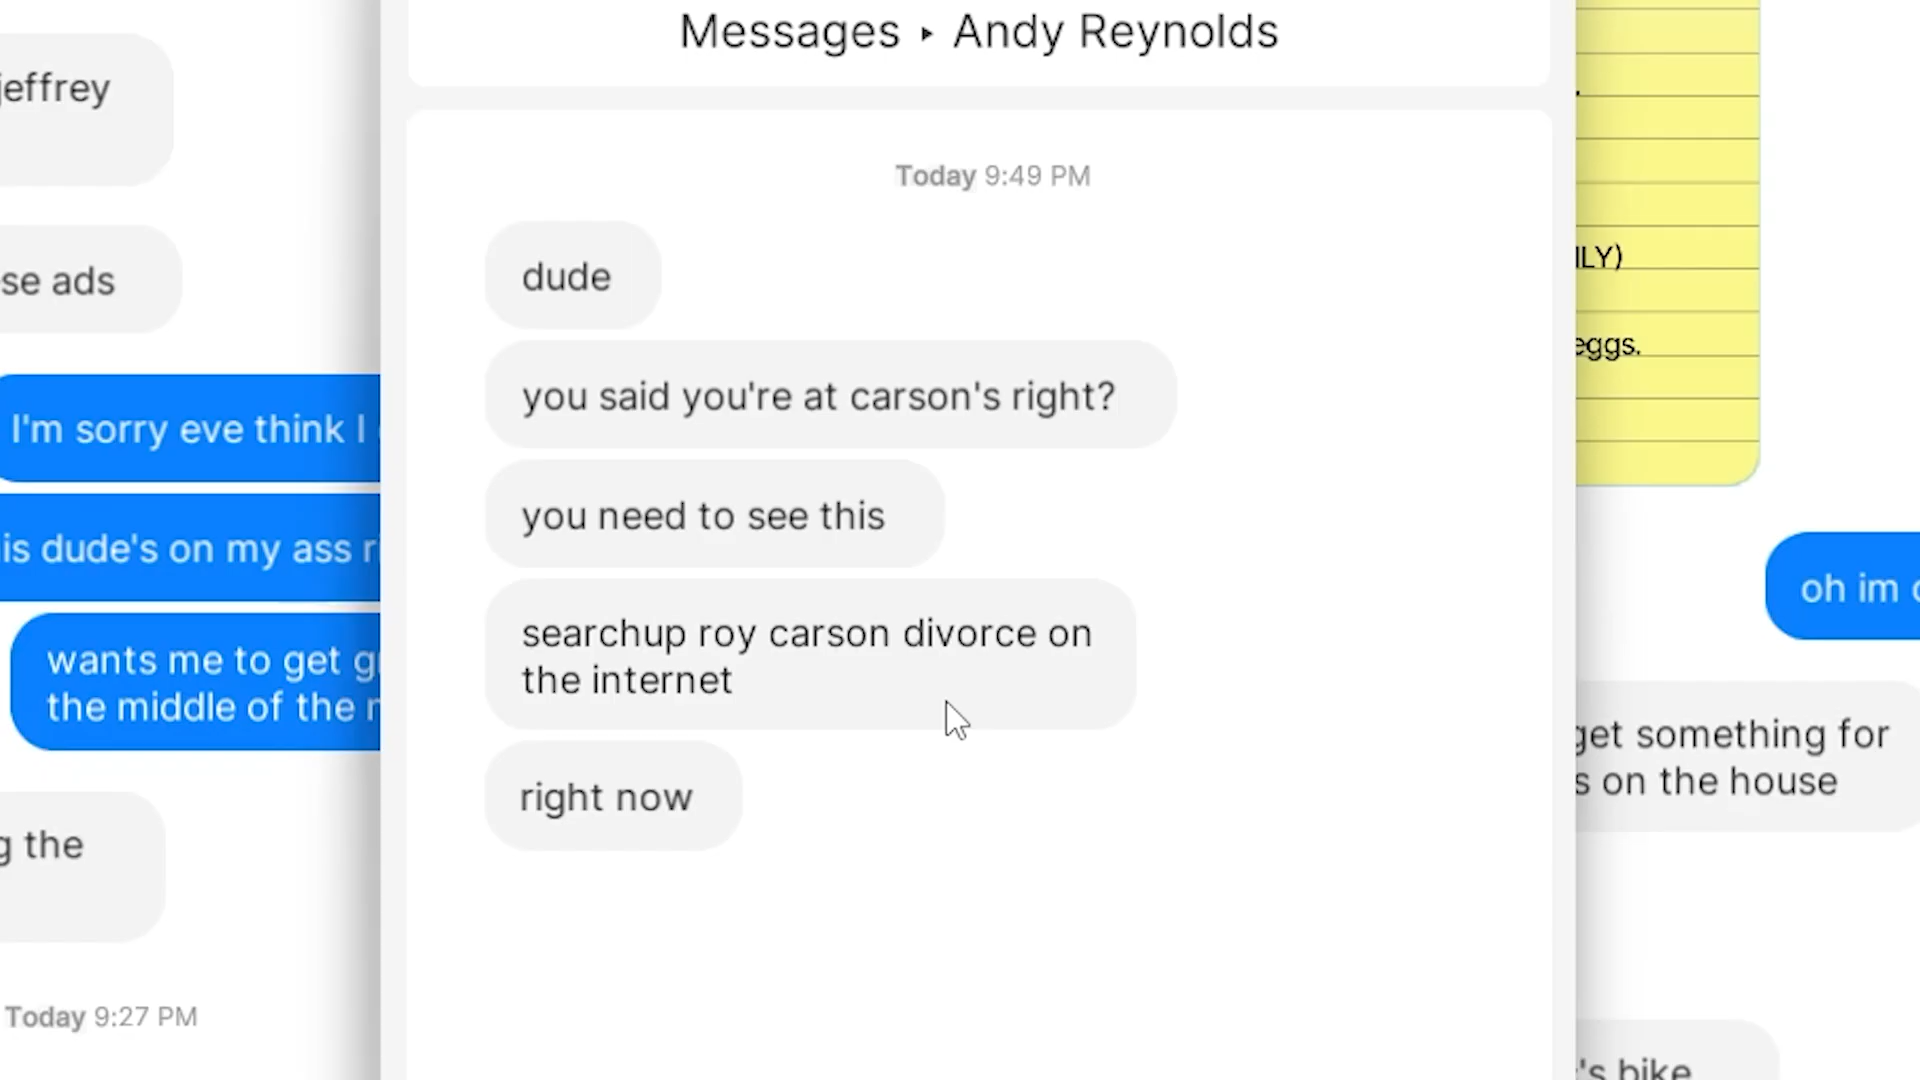 Messages ▸ Andy Reynolds
Today 9:49 PM
dude
you said you're at carson's right?
you need to see this
searchup roy carson divorce on
the internet
right now
jeffrey
se ads
I'm sorry eve think I
is dude's on my ass
wants me to get
the middle of the
the
Today 9:27 PM
eggs.
oh im
get something for
s on the house
's bike